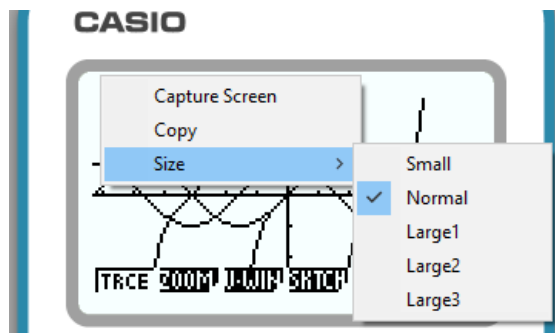 CASIO
Capture Screen
Copy
Size
Small
Normal
Large1
Large2
Large3
TRCE ZOOM V-WIN SKTCH